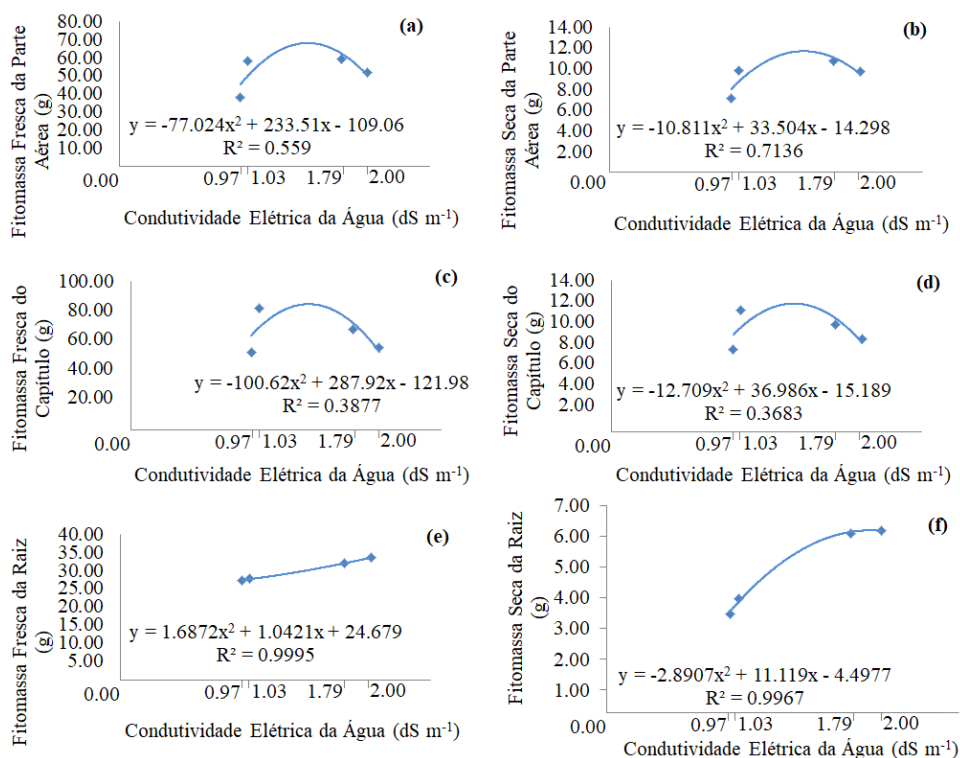 (a)
Fitomassa Fresca da Parte
Aérea (g)
80.00
70.00
60.00
50.00
40.00
30.00
20.00
10.00
0.00
y = -77.024x² + 233.51x - 109.06
R² = 0.559
0.97 1.03 1.79 2.00
Condutividade Elétrica da Água (dS m⁻¹)
(b)
Fitomassa Seca da Parte
Aérea (g)
14.00
12.00
10.00
8.00
6.00
4.00
2.00
0.00
y = -10.811x² + 33.504x - 14.298
R² = 0.7136
0.97 1.03 1.79 2.00
Condutividade Elétrica da Água (dS m⁻¹)
(c)
Fitomassa Fresca do
Capítulo (g)
100.00
80.00
60.00
40.00
20.00
0.00
y = -100.62x² + 287.92x - 121.98
R² = 0.3877
0.97 1.03 1.79 2.00
Condutividade Elétrica da Água (dS m⁻¹)
(d)
Fitomassa Seca do
Capítulo (g)
14.00
12.00
10.00
8.00
6.00
4.00
2.00
0.00
y = -12.709x² + 36.986x - 15.189
R² = 0.3683
0.97 1.03 1.79 2.00
Condutividade Elétrica da Água (dS m⁻¹)
(e)
Fitomassa Fresca da Raiz
(g)
40.00
35.00
30.00
25.00
20.00
15.00
10.00
5.00
0.00
y = 1.6872x² + 1.0421x + 24.679
R² = 0.9995
0.97 1.03 1.79 2.00
Condutividade Elétrica da Água (dS m⁻¹)
(f)
Fitomassa Seca da Raiz
(g)
7.00
6.00
5.00
4.00
3.00
2.00
1.00
0.00
y = -2.8907x² + 11.119x - 4.4977
R² = 0.9967
0.97 1.03 1.79 2.00
Condutividade Elétrica da Água (dS m⁻¹)